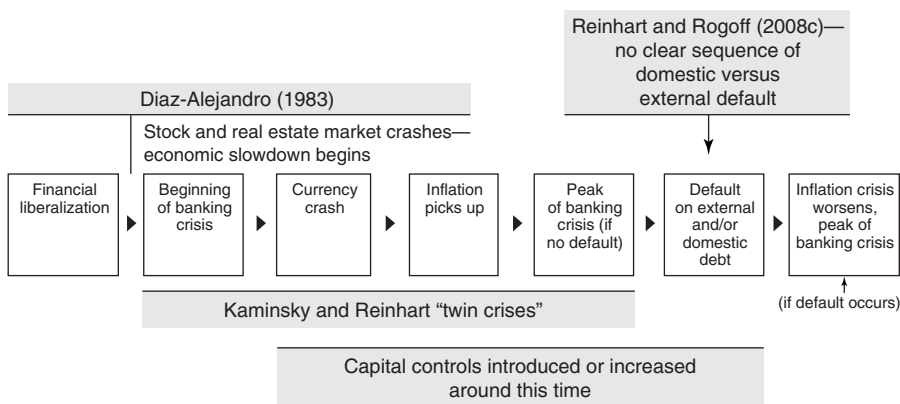 Reinhart and Rogoff (2008c)—
no clear sequence of
domestic versus
external default
Diaz-Alejandro (1983)
Stock and real estate market crashes—
economic slowdown begins
Financial
liberalization
Beginning
of banking
crisis
Currency
crash
Inflation
picks up
Peak
of banking
crisis (if
no default)
Default
on external
and/or
domestic
debt
Inflation crisis
worsens,
peak of
banking crisis
(if default occurs)
Kaminsky and Reinhart “twin crises”
Capital controls introduced or increased
around this time